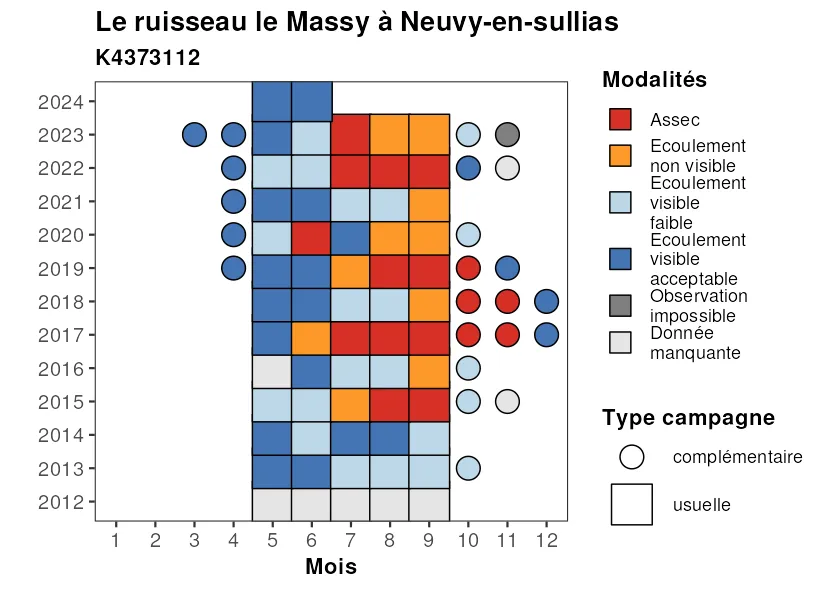 Le ruisseau le Massy à Neuvy-en-sullias
K4373112
2024
2023
2022
2021
2020
2019
2018
2017
2016
2015
2014
2013
2012
1 2 3 4 5 6 7 8 9 10 11 12
Mois
Modalités
Assec
Ecoulement
non visible
Ecoulement
visible
faible
Ecoulement
visible
acceptable
Observation
impossible
Donnée
manquante
Type campagne
complémentaire
usuelle